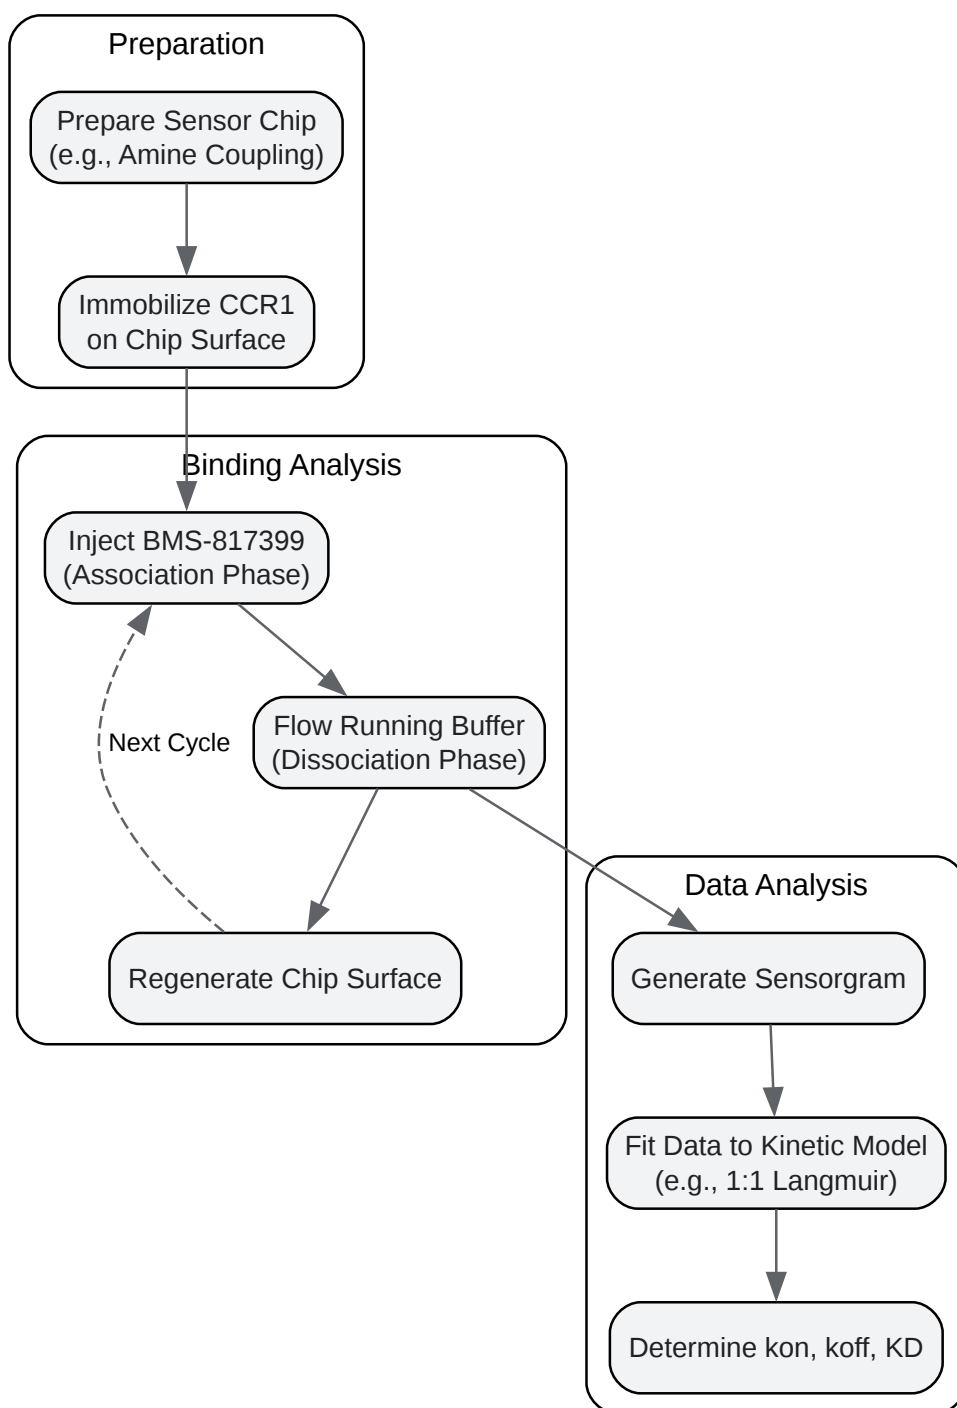 Preparation
Prepare Sensor Chip
(e.g., Amine Coupling)
Immobilize CCR1
on Chip Surface
Binding Analysis
Inject BMS-817399
(Association Phase)
Flow Running Buffer
(Dissociation Phase)
Next Cycle
Regenerate Chip Surface
Data Analysis
Generate Sensorgram
Fit Data to Kinetic Model
(e.g., 1:1 Langmuir)
Determine kon, koff, KD